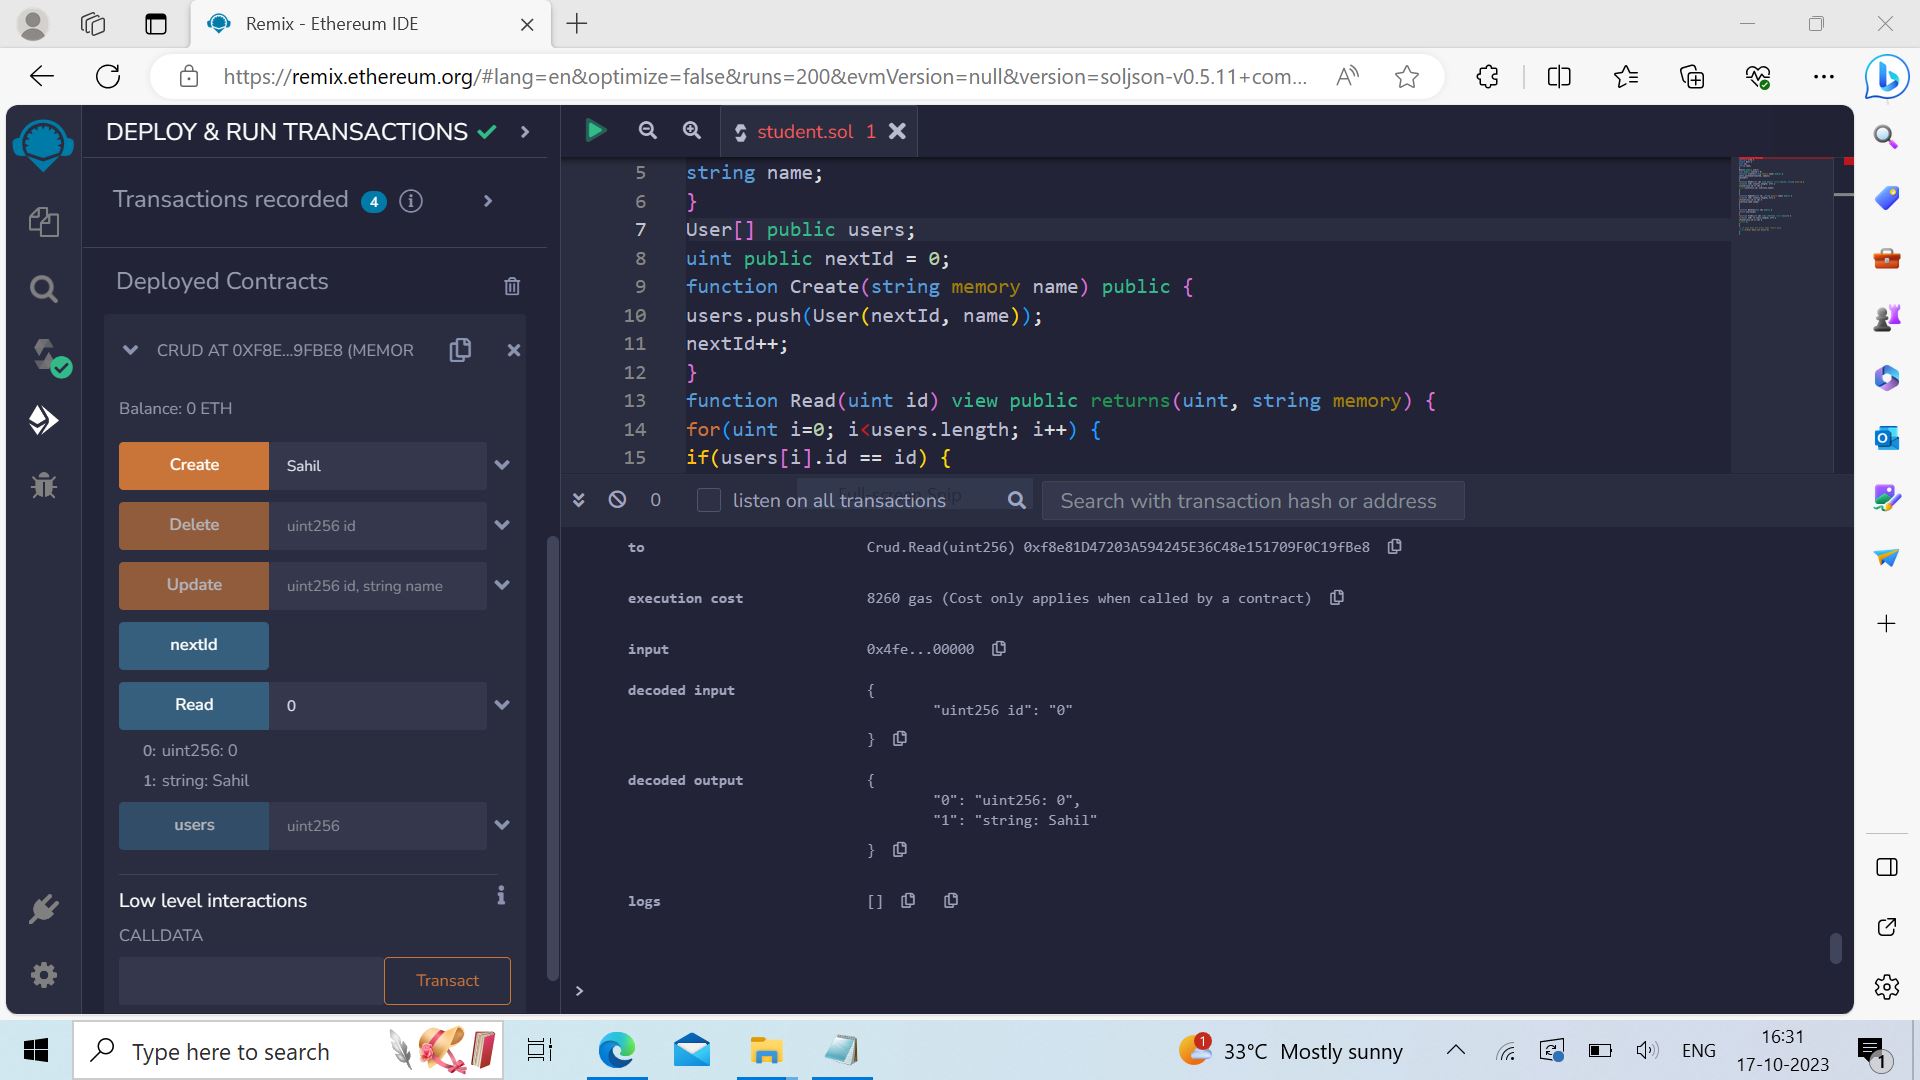 Remix - Ethereum IDE
https://remix.ethereum.org/#lang=en&optimize=false&runs=200&evmVersion=null&version=soljson-v0.5.11+com...
DEPLOY & RUN TRANSACTIONS
Transactions recorded 4
Deployed Contracts
CRUD AT 0XF8E...9FBE8 (MEMOR
Balance: 0 ETH
Create Sahil
Delete uint256 id
Update uint256 id, string name
nextId
Read 0
0: uint256: 0
1: string: Sahil
users uint256
Low level interactions
CALLDATA
Transact
student.sol 1
5 string name;
6 }
7 User[] public users;
8 uint public nextId = 0;
9 function Create(string memory name) public {
10 users.push(User(nextId, name));
11 nextId++;
12 }
13 function Read(uint id) view public returns(uint, string memory) {
14 for(uint i=0; i<users.length; i++) {
15 if(users[i].id == id) {
0 listen on all transactions Search with transaction hash or address
to Crud.Read(uint256) 0xf8e81D47203A594245E36C48e151709F0C19fBe8
execution cost 8260 gas (Cost only applies when called by a contract)
input 0x4fe...00000
decoded input {
"uint256 id": "0"
}
decoded output {
"0": "uint256: 0",
"1": "string: Sahil"
}
logs []
>
Type here to search
1 33°C Mostly sunny
ENG
16:31
17-10-2023
1